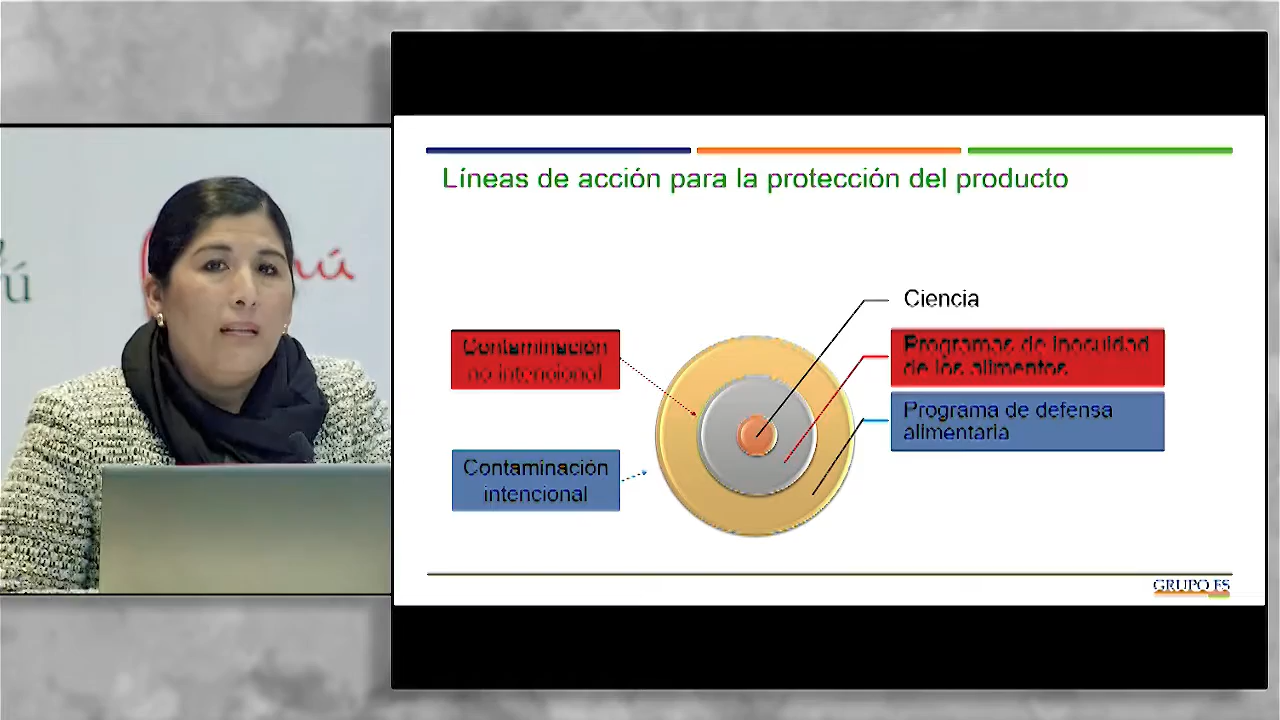 Líneas de acción para la protección del producto
Ciencia
Contaminación
no intencional
Programas de inocuidad
de los alimentos
Programa de defensa
alimentaria
Contaminación
intencional
GRUPO FS